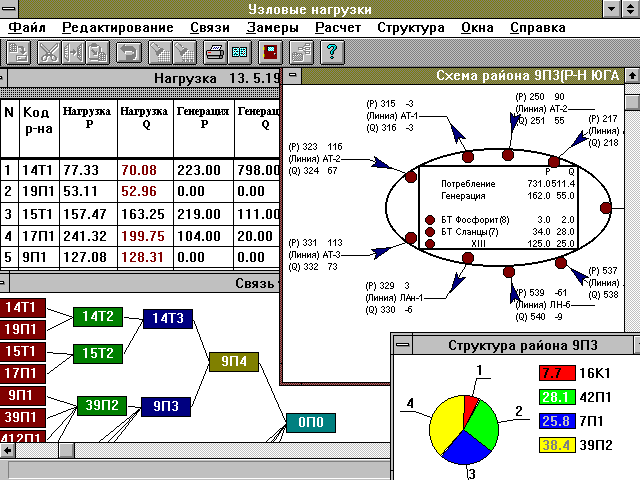 Узловые нагрузки
Файл Редактирование Связи Замеры Расчет Структура Окна Справка
Нагрузка 13. 5.19
N Код р-на Нагрузка P Нагрузка Q Генерация P Генерац Q
1 14Т1 77.33 70.08 223.00 798.00
2 19П1 53.11 52.96 0.00 0.00
3 15Т1 157.47 163.25 219.00 111.00
4 17П1 241.32 199.75 104.00 20.00
5 9П1 127.08 128.31 0.00 0.00
Схема района 9П3(Р-Н ЮГА
(P) 315 -3
(Линия) АТ-1
(Q) 316 -3
(P) 250 90
(Линия) АТ-2
(Q) 251 55
(P) 217
(Линия) А
(Q) 218
(P) 323 116
(Линия) АТ-2
(Q) 324 67
P Q
Потребление 731.0 511.4
Генерация 162.0 55.0
БТ Фосфорит(8) 3.0 2.0
БТ Сланцы(7) 34.0 28.0
XIII 125.0 25.0
(P) 331 113
(Линия) АТ-3
(Q) 332 73
(P) 329 3
(Линия) ЛАн-1
(Q) 330 -6
(P) 539 -61
(Линия) ЛН-6
(Q) 540 -9
(P) 537
(Линия)
(Q) 538
Связь
14Т1
19П1
15Т1
17П1
9П1
39П1
412П1
14Т2
15Т2
39П2
14Т3
9П3
9П4
0П0
Структура района 9П3
1
2
3
4
7.7 16К1
28.1 42П1
25.8 7П1
38.4 39П2